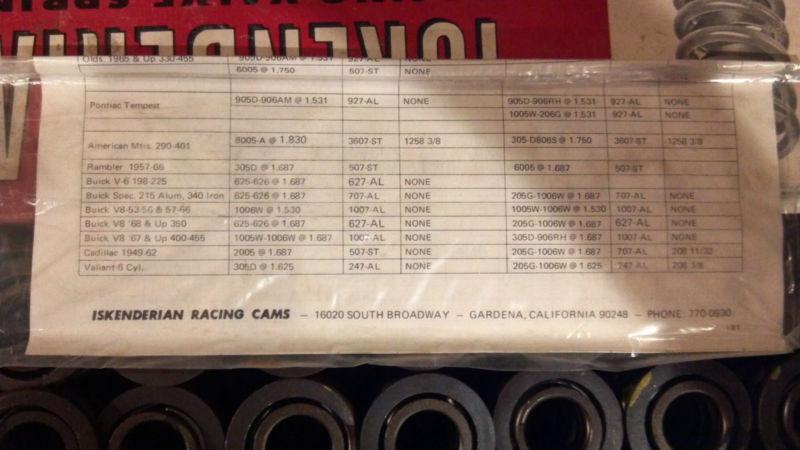 Olds. 1965 & Up 330-455 905D-906AM @ 1.531 927-AL
6005 @ 1.750 507-ST NONE
Pontiac Tempest 905D-906AM @ 1.531 927-AL NONE 905D-906RH @ 1.531 927-AL NONE
1005W-206G @ 1.531 927-AL NONE
American Mtrs. 290-401 8005-A @ 1.830 3607-ST 1258 3/8 305-D806S @ 1.750 3607-ST 1258 3/8
Rambler 1957-66 305D @ 1.687 507-ST 6005 @ 1.687 507-ST
Buick V-6 198-225 625-626 @ 1.687 627-AL NONE
Buick Spec. 215 Alum, 340 Iron 625-626 @ 1.687 707-AL NONE 205G-1006W @ 1.687 707-AL NONE
Buick V8-53-56 & 57-66 1006W @ 1.530 1007-AL NONE 1005W-1006W @ 1.530 1007-AL NONE
Buick V8 '68 & Up 350 625-626 @ 1.687 627-AL NONE 205G-1006W @ 1.687 627-AL NONE
Buick V8 '67 & Up 400-455 1005W-1006W @ 1.687 1007-AL NONE 305D-906RH @ 1.687 1007-AL 208 11/32
Cadillac 1949-62 2005 @ 1.687 507-ST NONE 205G-1006W @ 1.687 707-AL NONE
Valiant 6 Cyl. 305D @ 1.625 247-AL NONE 205G-1006W @ 1.625 247-AL 206 3/8
ISKENDERIAN RACING CAMS – 16020 SOUTH BROADWAY – GARDENA, CALIFORNIA 90248 – PHONE: 770-0930